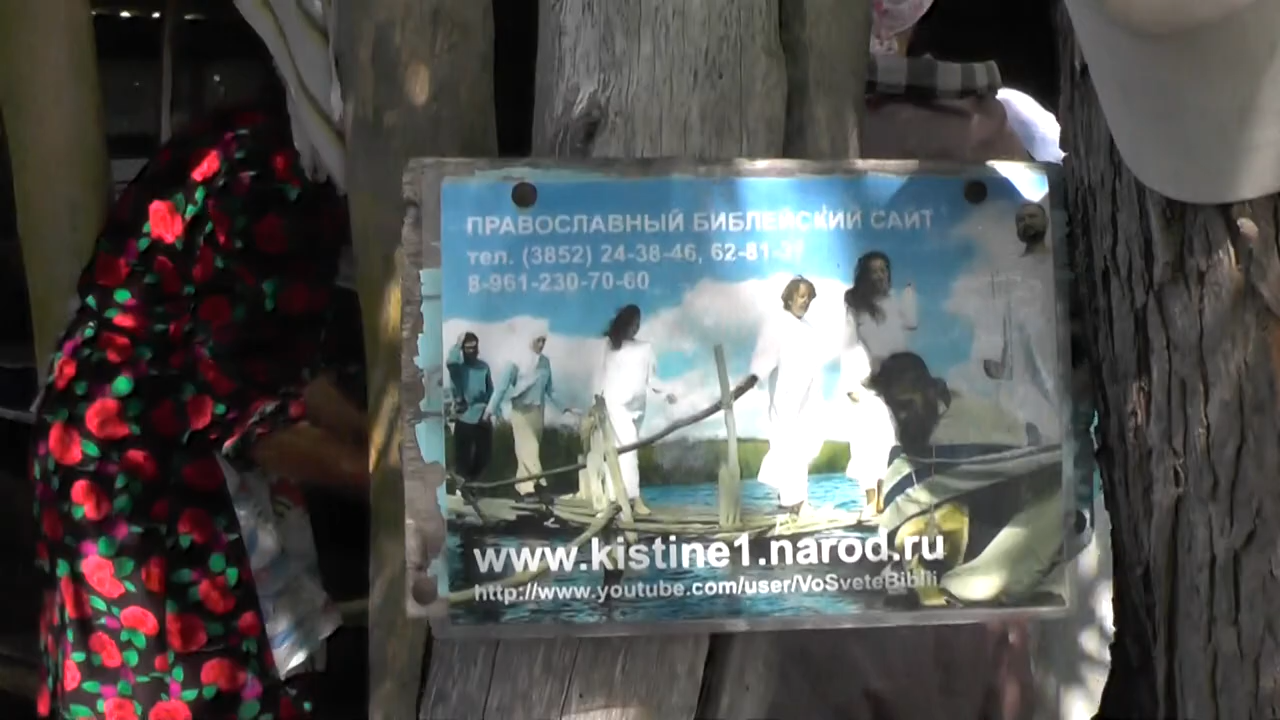 ПРАВОСЛАВНЫЙ БИБЛЕЙСКИЙ САЙТ
тел. (3852) 24-38-46,
8-961-230-70-60
www.kistine1.narod.ru
http://www.youtube.com/user/VoSveteBiblii